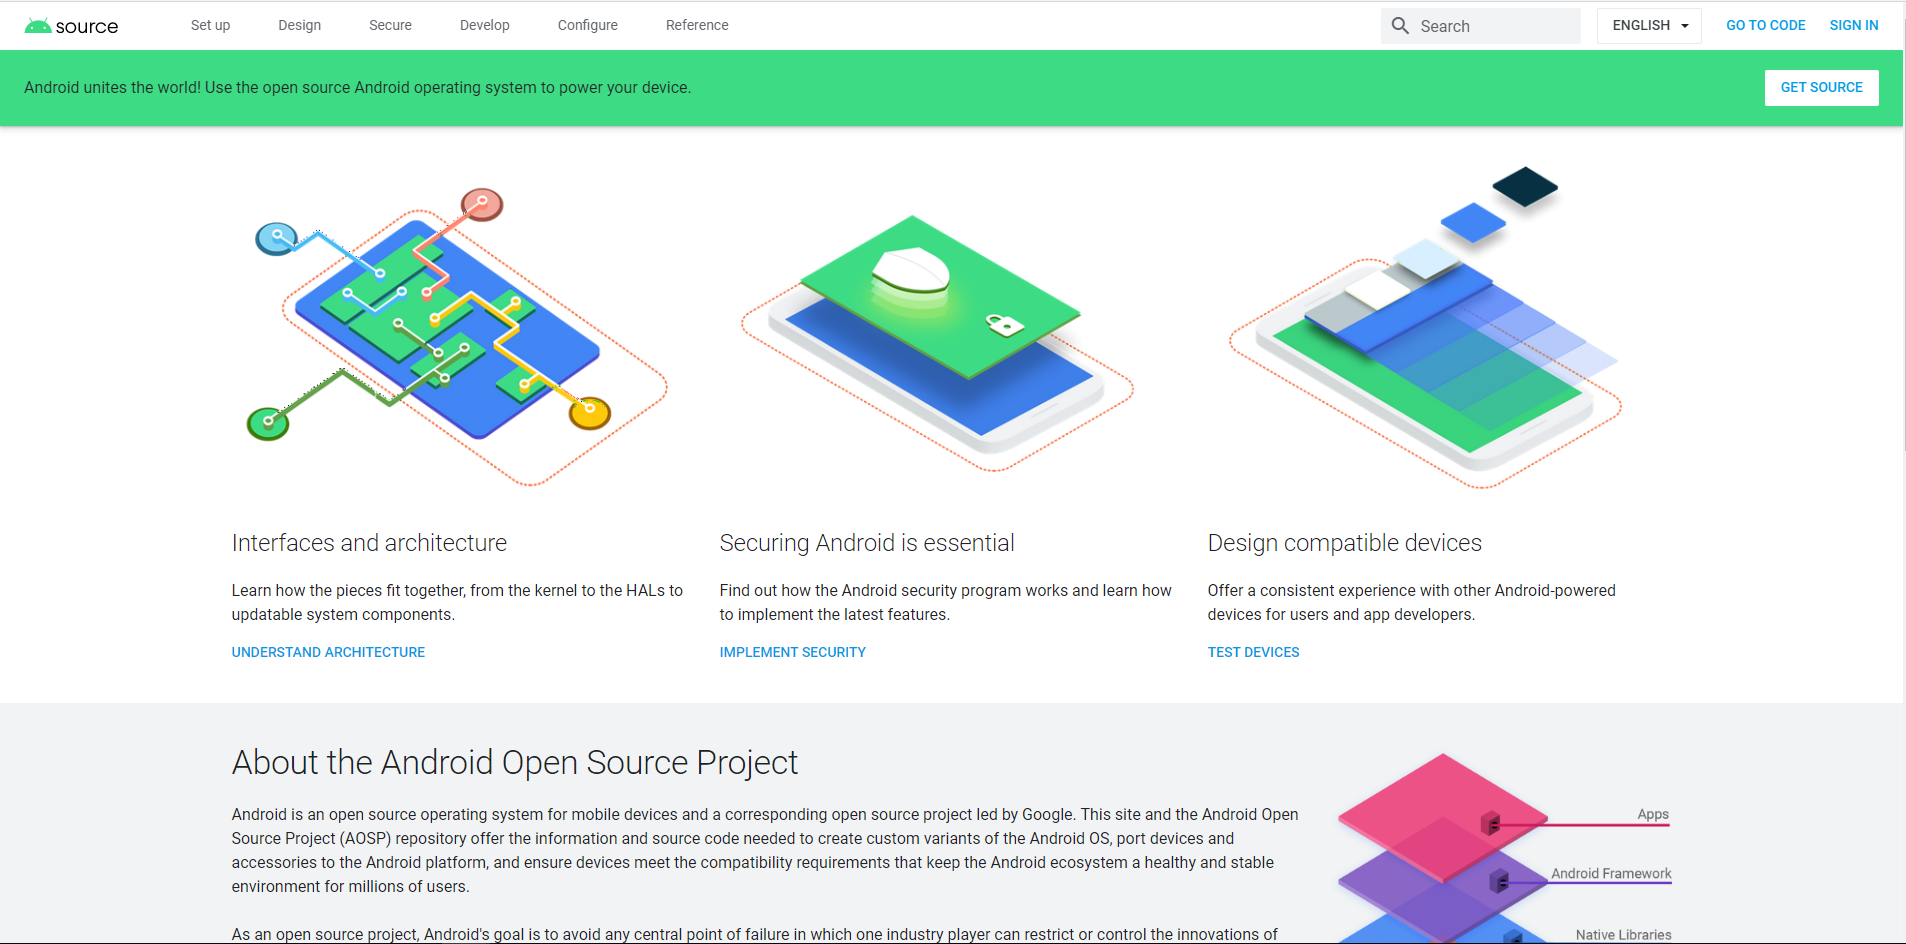 source
Set up
Design
Secure
Develop
Configure
Reference
Search
ENGLISH
GO TO CODE
SIGN IN
Android unites the world! Use the open source Android operating system to power your device.
GET SOURCE
Interfaces and architecture
Learn how the pieces fit together, from the kernel to the HALs to
updatable system components.
UNDERSTAND ARCHITECTURE
Securing Android is essential
Find out how the Android security program works and learn how
to implement the latest features.
IMPLEMENT SECURITY
Design compatible devices
Offer a consistent experience with other Android-powered
devices for users and app developers.
TEST DEVICES
About the Android Open Source Project
Android is an open source operating system for mobile devices and a corresponding open source project led by Google. This site and the Android Open
Source Project (AOSP) repository offer the information and source code needed to create custom variants of the Android OS, port devices and
accessories to the Android platform, and ensure devices meet the compatibility requirements that keep the Android ecosystem a healthy and stable
environment for millions of users.
As an open source project, Android's goal is to avoid any central point of failure in which one industry player can restrict or control the innovations of
Apps
Android Framework
Native Libraries